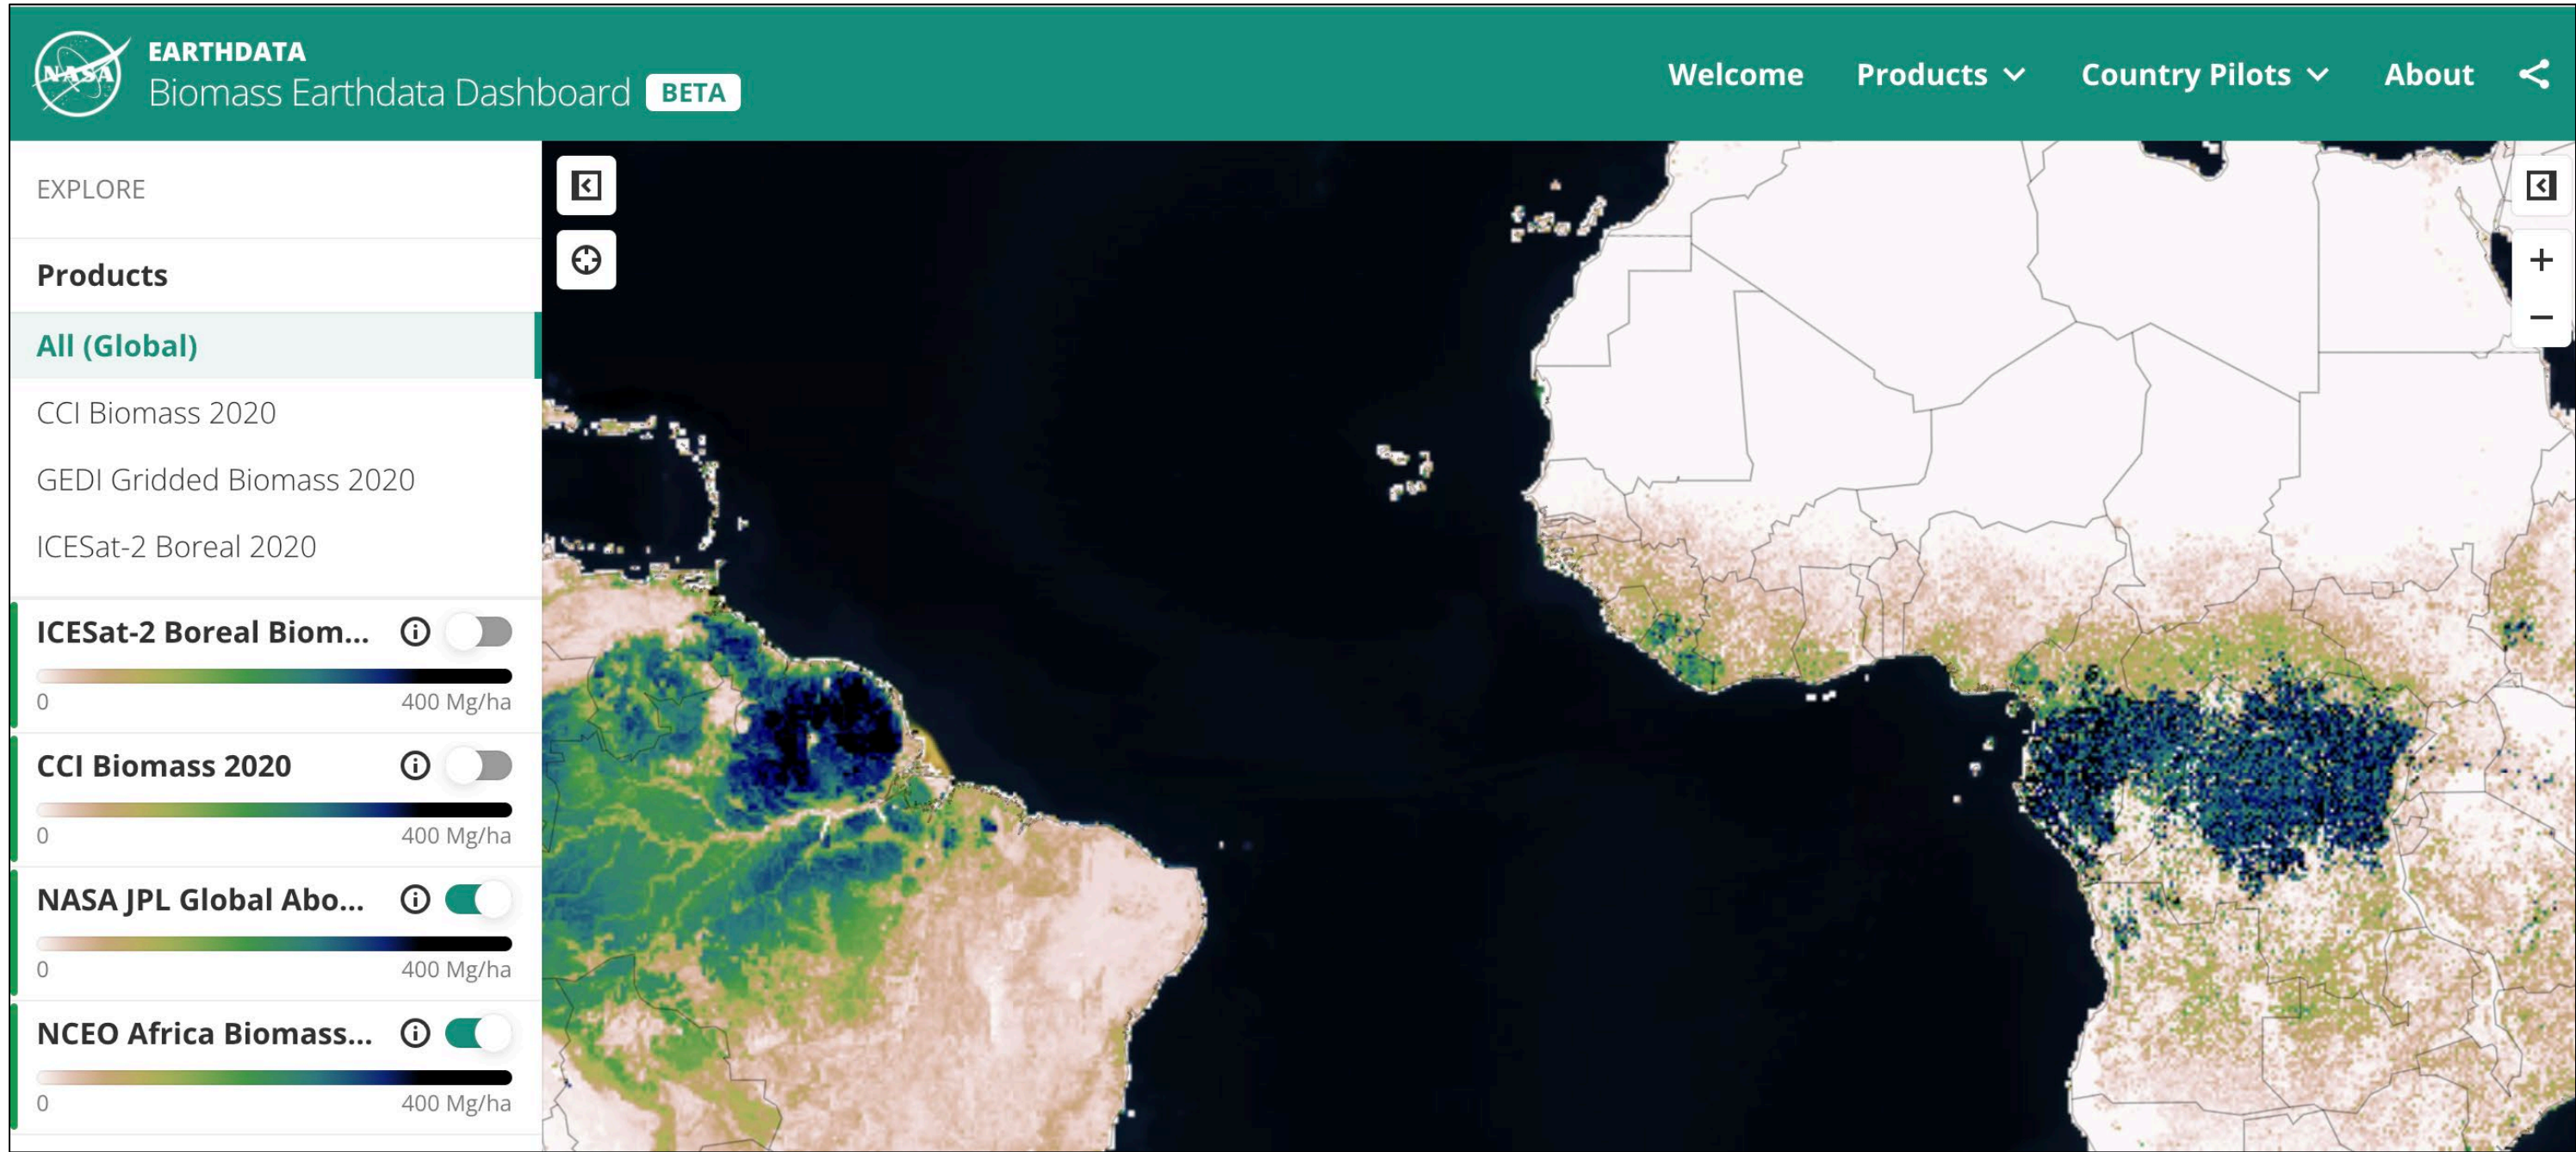 NASA
EARTHDATA
Biomass Earthdata Dashboard BETA
Welcome Products Country Pilots About
EXPLORE
Products
All (Global)
CCI Biomass 2020
GEDI Gridded Biomass 2020
ICESat-2 Boreal 2020
ICESat-2 Boreal Biom...
0 400 Mg/ha
CCI Biomass 2020
0 400 Mg/ha
NASA JPL Global Abo...
0 400 Mg/ha
NCEO Africa Biomass...
0 400 Mg/ha